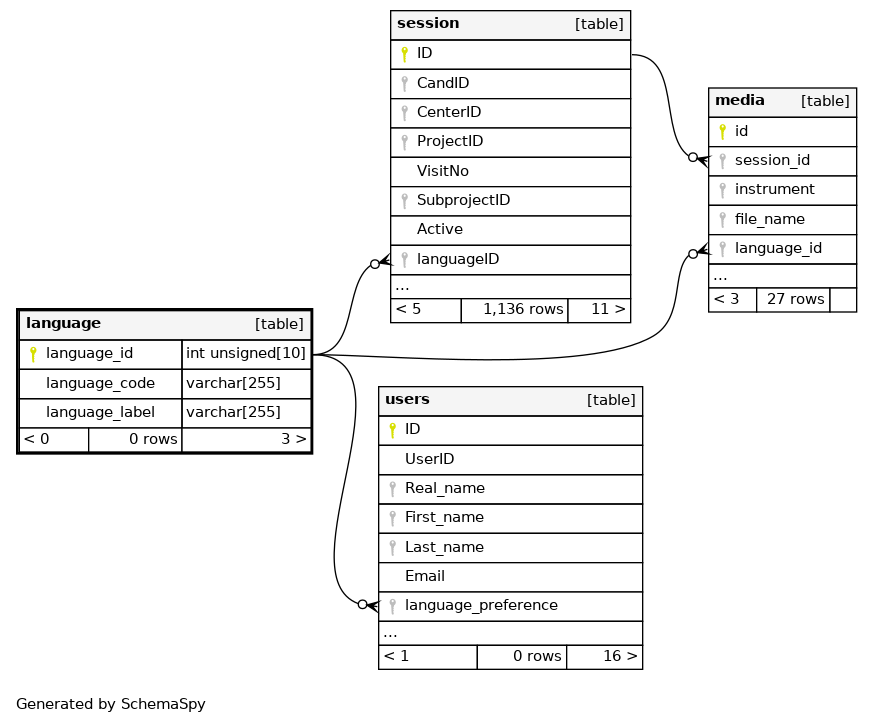 session [table]
ID
CandID
CenterID
ProjectID
VisitNo
SubprojectID
Active
languageID
...
< 5 1,136 rows 11 >
media [table]
id
session_id
instrument
file_name
language_id
...
< 3 27 rows
language [table]
language_id int unsigned[10]
language_code varchar[255]
language_label varchar[255]
< 0 0 rows 3 >
users [table]
ID
UserID
Real_name
First_name
Last_name
Email
language_preference
...
< 1 0 rows 16 >
Generated by SchemaSpy